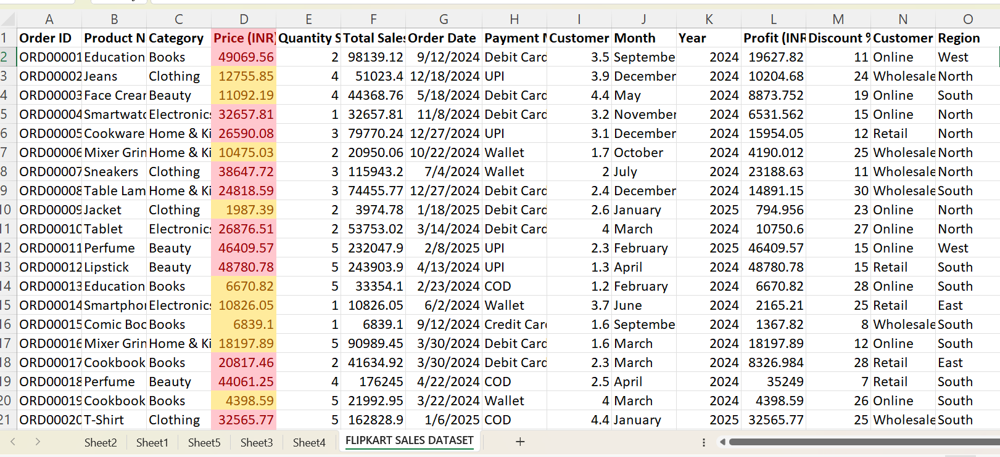 A B C D E F G H I J K L M N O
1 Order ID Product N Category Price (INR) Quantity S Total Sales Order Date Payment M Customer Month Year Profit (INR Discount % Customer Region
2 ORD00001 Education Books 49069.56 2 98139.12 9/12/2024 Debit Card 3.5 Septembe 2024 19627.82 11 Online West
3 ORD00002 Jeans Clothing 12755.85 4 51023.4 12/18/2024 UPI 3.9 December 2024 10204.68 24 Wholesale North
4 ORD00003 Face Crear Beauty 11092.19 4 44368.76 5/18/2024 Debit Card 4.4 May 2024 8873.752 19 Online South
5 ORD00004 Smartwatc Electronics 32657.81 1 32657.81 11/8/2024 Debit Card 3.2 November 2024 6531.562 15 Online North
6 ORD00005 Cookware Home & Ki 26590.08 3 79770.24 12/27/2024 UPI 3.1 December 2024 15954.05 12 Retail North
7 ORD00006 Mixer Grin Home & Ki 10475.03 2 20950.06 10/22/2024 Wallet 1.7 October 2024 4190.012 25 Wholesale North
8 ORD00007 Sneakers Clothing 38647.72 3 115943.2 7/4/2024 Wallet 2 July 2024 23188.63 11 Wholesale North
9 ORD00008 Table Lam Home & Ki 24818.59 3 74455.77 12/27/2024 Debit Card 2.4 December 2024 14891.15 30 Wholesale South
10 ORD00009 Jacket Clothing 1987.39 2 3974.78 1/18/2025 Debit Card 2.6 January 2025 794.956 23 Online North
11 ORD00010 Tablet Electronics 26876.51 2 53753.02 3/14/2024 Debit Card 4 March 2024 10750.6 27 Online North
12 ORD00011 Perfume Beauty 46409.57 5 232047.9 2/8/2025 UPI 2.3 February 2025 46409.57 15 Online West
13 ORD00012 Lipstick Beauty 48780.78 5 243903.9 4/13/2024 UPI 1.3 April 2024 48780.78 15 Retail South
14 ORD00013 Education Books 6670.82 5 33354.1 2/23/2024 COD 1.2 February 2024 6670.82 28 Online South
15 ORD00014 Smartphor Electronics 10826.05 1 10826.05 6/2/2024 Wallet 3.7 June 2024 2165.21 25 Retail East
16 ORD00015 Comic Boc Books 6839.1 1 6839.1 9/12/2024 Credit Car 1.6 Septembe 2024 1367.82 8 Wholesale South
17 ORD00016 Mixer Grin Home & Ki 18197.89 5 90989.45 3/30/2024 Debit Card 1.6 March 2024 18197.89 12 Online South
18 ORD00017 Cookbook Books 20817.46 2 41634.92 3/30/2024 Debit Card 2.3 March 2024 8326.984 28 Retail East
19 ORD00018 Perfume Beauty 44061.25 4 176245 4/22/2024 COD 2.5 April 2024 35249 7 Retail South
20 ORD00019 Cookbook Books 4398.59 5 21992.95 3/22/2024 Wallet 4 March 2024 4398.59 26 Online South
21 ORD00020 T-Shirt Clothing 32565.77 5 162828.9 1/6/2025 COD 4.4 January 2025 32565.77 25 Wholesale South
Sheet2 Sheet1 Sheet5 Sheet3 Sheet4 FLIPKART SALES DATASET +